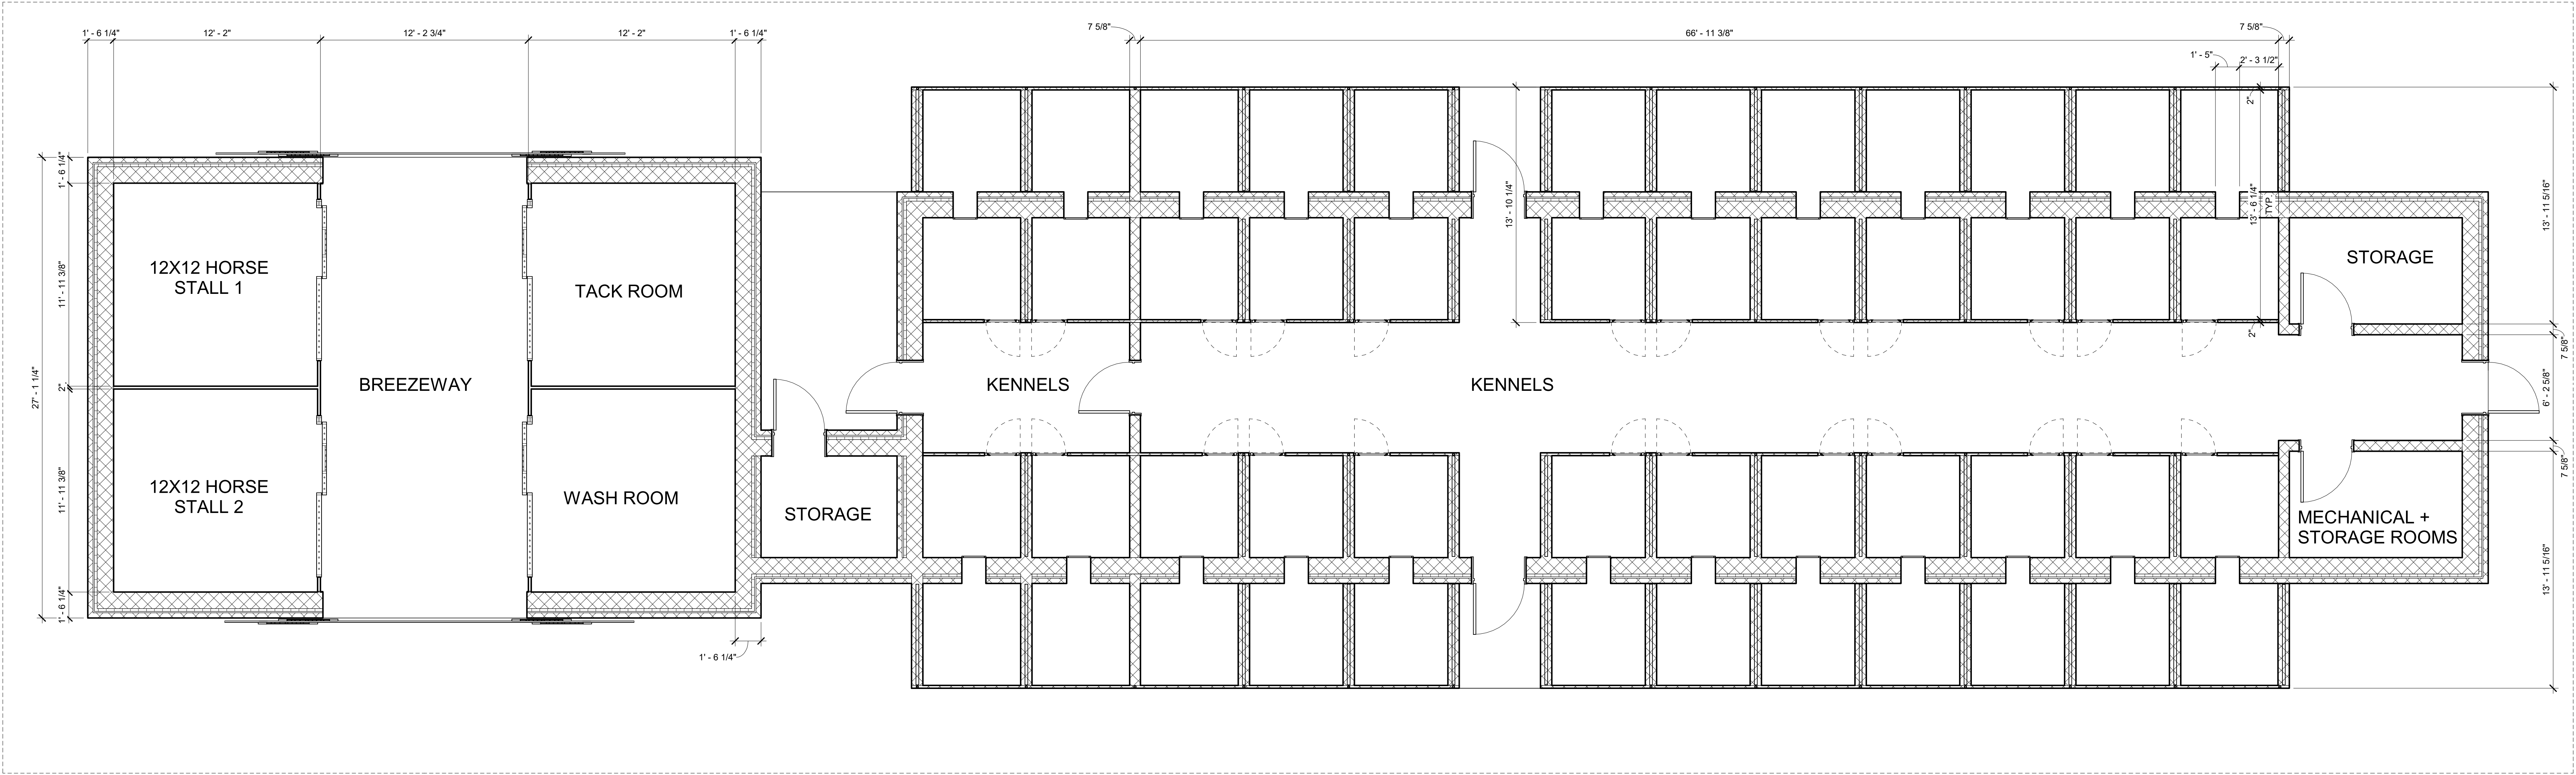 1' - 6 1/4"
12' - 2"
12' - 2 3/4"
12' - 2"
1' - 6 1/4"
7 5/8"
66' - 11 3/8"
7 5/8"
1' - 5"
2' - 3 1/2"
2"
27' - 1 1/4"
1' - 6 1/4"
11' - 11 3/8"
2"
11' - 11 3/8"
1' - 6 1/4"
12X12 HORSE
STALL 1
12X12 HORSE
STALL 2
BREEZEWAY
TACK ROOM
WASH ROOM
1' - 6 1/4"
STORAGE
KENNELS
KENNELS
13' - 10 1/4"
13' - 6 1/4"
TYP.
2"
STORAGE
MECHANICAL +
STORAGE ROOMS
13' - 11 5/16"
7 5/8"
6' - 2 5/8"
7 5/8"
13' - 11 5/16"